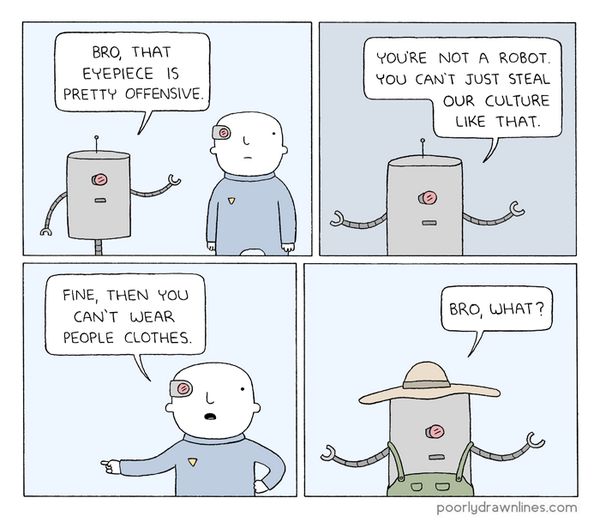 BRO, THAT
EYEPIECE IS
PRETTY OFFENSIVE.
YOU'RE NOT A ROBOT.
YOU CAN'T JUST STEAL
OUR CULTURE
LIKE THAT.
FINE, THEN YOU
CAN'T WEAR
PEOPLE CLOTHES.
BRO, WHAT?
poorlydrawnlines.com